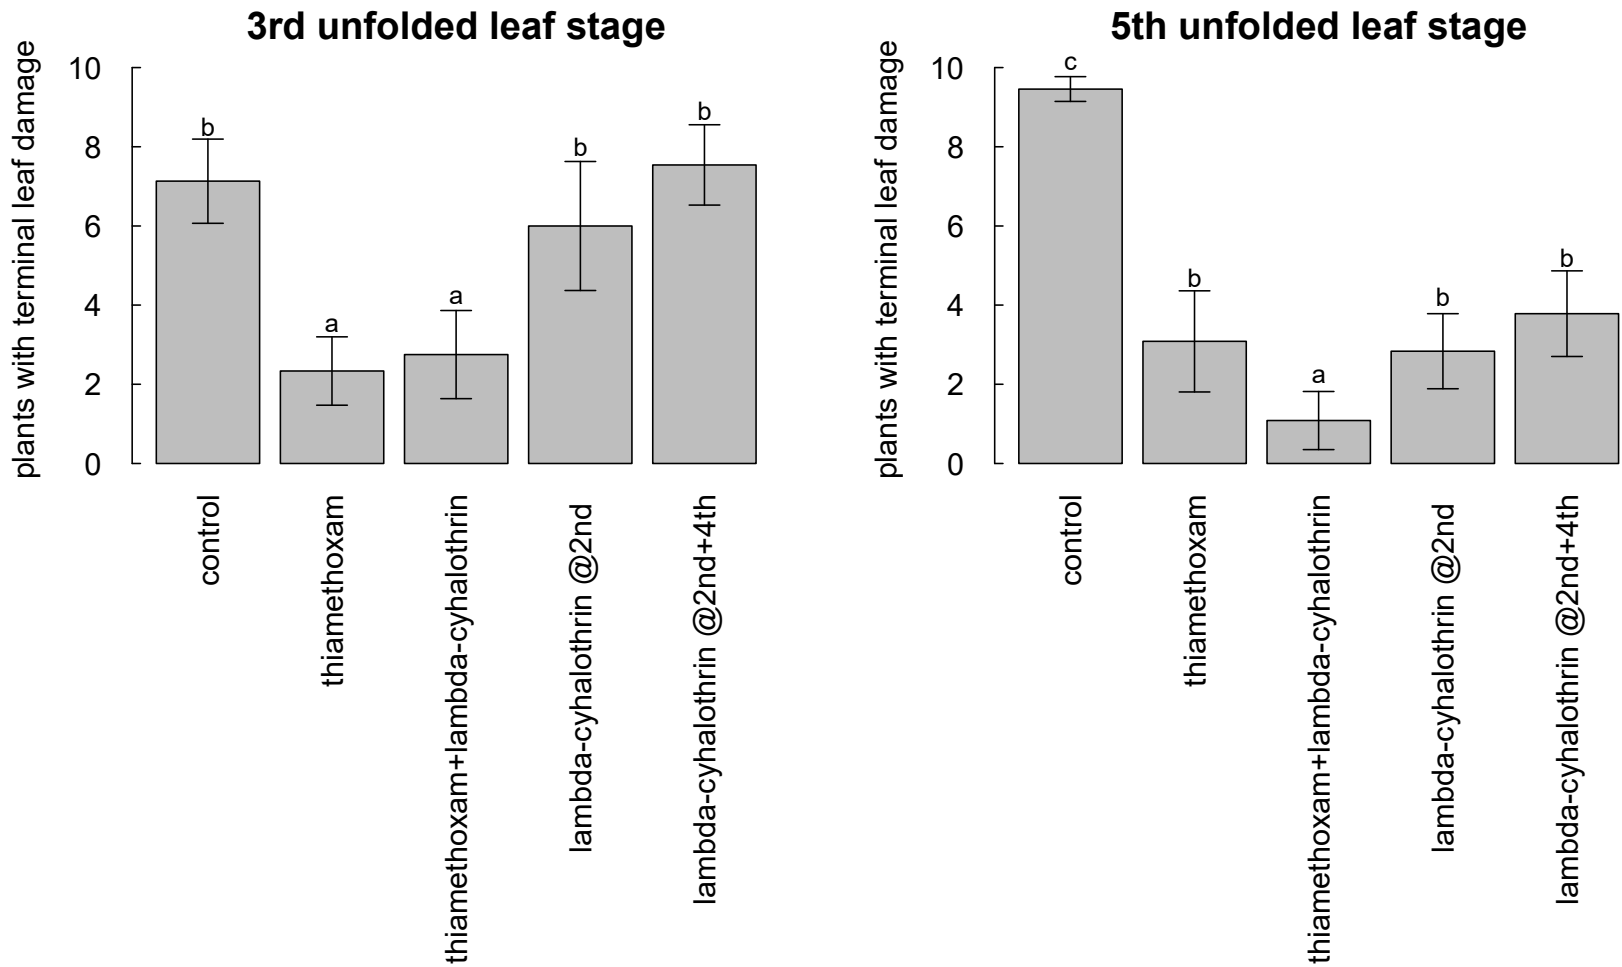 3rd unfolded leaf stage
plants with terminal leaf damage
10
8
6
4
2
0
b
a
a
b
b
control
thiamethoxam
thiamethoxam+lambda-cyhalothrin
lambda-cyhalothrin @2nd
lambda-cyhalothrin @2nd+4th
5th unfolded leaf stage
plants with terminal leaf damage
10
8
6
4
2
0
c
b
a
b
b
control
thiamethoxam
thiamethoxam+lambda-cyhalothrin
lambda-cyhalothrin @2nd
lambda-cyhalothrin @2nd+4th